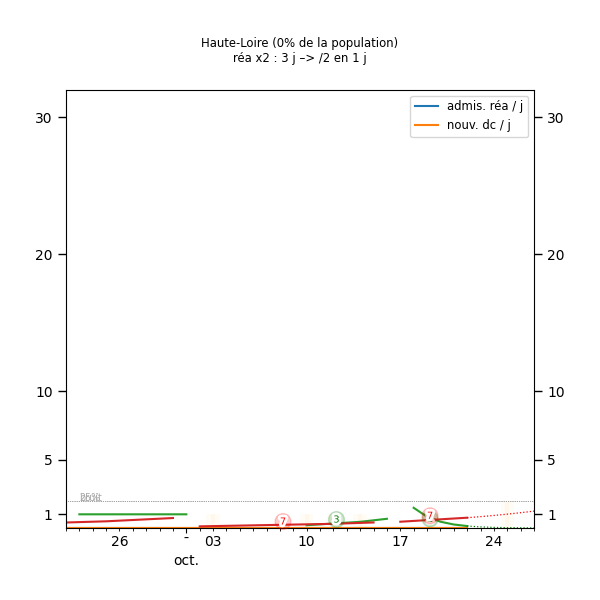 Haute-Loire (0% de la population)
réa x2 : 3 j –> /2 en 1 j
admis. réa / j
nouv. dc / j
30 30
20 20
10 10
5 5
1 1
7 3 7
26 - 03 10 17 24
oct.